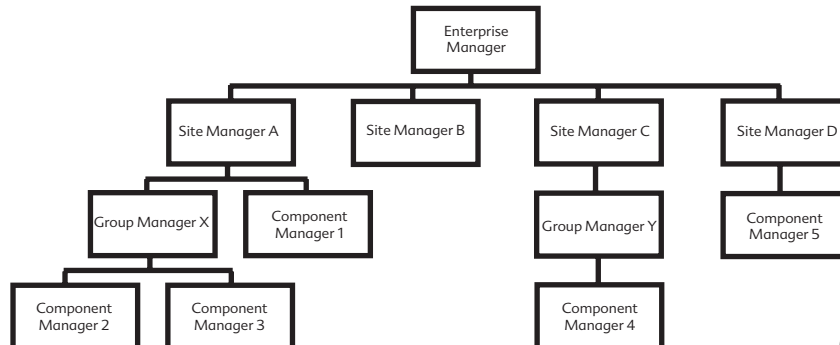 Enterprise
Manager
Site Manager A
Site Manager B
Site Manager C
Site Manager D
Group Manager X
Component
Manager 1
Group Manager Y
Component
Manager 5
Component
Manager 2
Component
Manager 3
Component
Manager 4